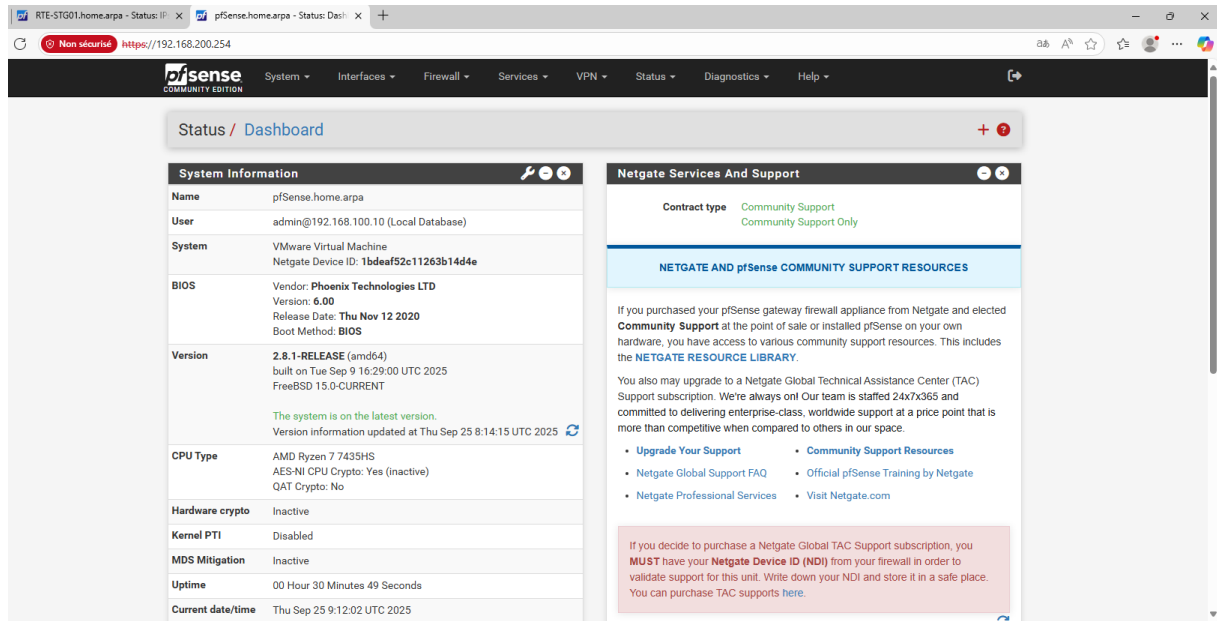 RTE-STG01.home.arpa - Status: IP
pfSense.home.arpa - Status: Dash
Non sécurisé https://192.168.200.254
pfsense
COMMUNITY EDITION
System Interfaces Firewall Services VPN Status Diagnostics Help
Status / Dashboard
System Information
Name pfSense.home.arpa
User admin@192.168.100.10 (Local Database)
System VMware Virtual Machine
Netgate Device ID: 1bdeaf52c11263b14d4e
BIOS Vendor: Phoenix Technologies LTD
Version: 6.00
Release Date: Thu Nov 12 2020
Boot Method: BIOS
Version 2.8.1-RELEASE (amd64)
built on Tue Sep 9 16:29:00 UTC 2025
FreeBSD 15.0-CURRENT
The system is on the latest version.
Version information updated at Thu Sep 25 8:14:15 UTC 2025
CPU Type AMD Ryzen 7 7435HS
AES-NI CPU Crypto: Yes (inactive)
QAT Crypto: No
Hardware crypto Inactive
Kernel PTI Disabled
MDS Mitigation Inactive
Uptime 00 Hour 30 Minutes 49 Seconds
Current date/time Thu Sep 25 9:12:02 UTC 2025
Netgate Services And Support
Contract type Community Support
Community Support Only
NETGATE AND pfSense COMMUNITY SUPPORT RESOURCES
If you purchased your pfSense gateway firewall appliance from Netgate and elected
Community Support at the point of sale or installed pfSense on your own
hardware, you have access to various community support resources. This includes
the NETGATE RESOURCE LIBRARY.
You also may upgrade to a Netgate Global Technical Assistance Center (TAC)
Support subscription. We're always on! Our team is staffed 24x7x365 and
committed to delivering enterprise-class, worldwide support at a price point that is
more than competitive when compared to others in our space.
• Upgrade Your Support • Community Support Resources
• Netgate Global Support FAQ • Official pfSense Training by Netgate
• Netgate Professional Services • Visit Netgate.com
If you decide to purchase a Netgate Global TAC Support subscription, you
MUST have your Netgate Device ID (NDI) from your firewall in order to
validate support for this unit. Write down your NDI and store it in a safe place.
You can purchase TAC supports here.